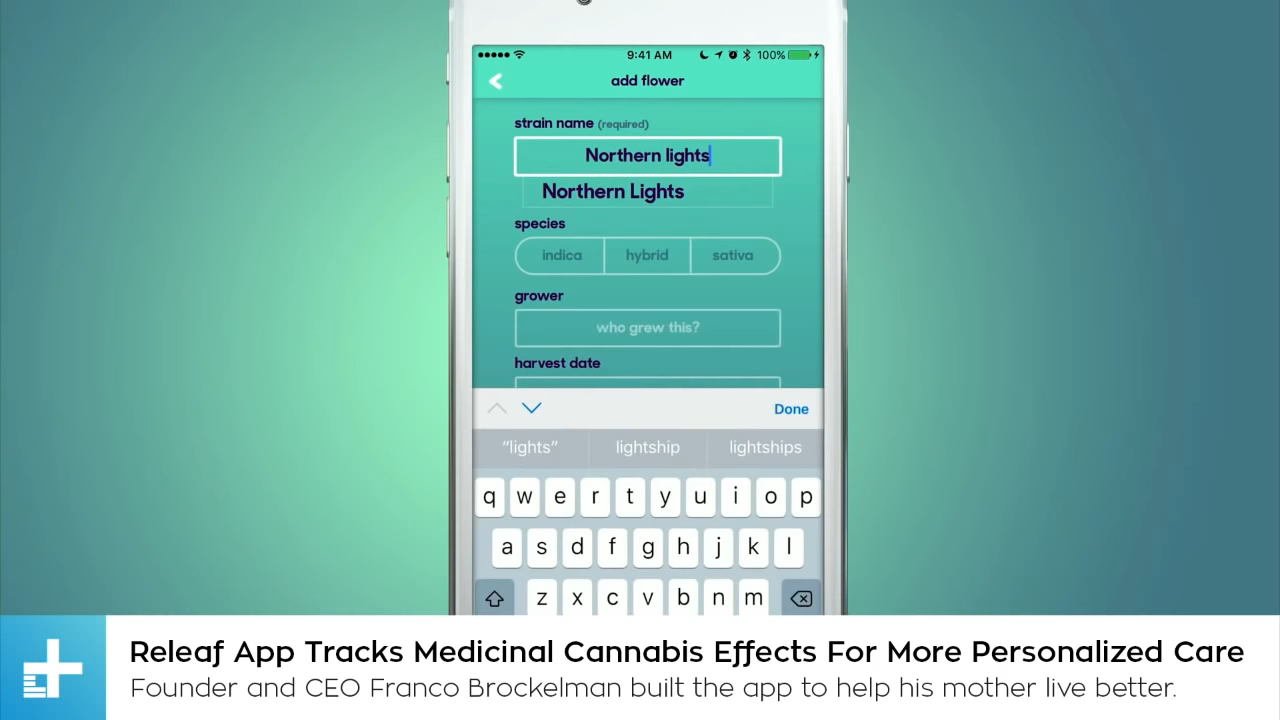 9:41 AM
100%
add flower
strain name (required)
Northern lights
Northern Lights
species
indica
hybrid
sativa
grower
who grew this?
harvest date
Done
“lights”
lightship
lightships
q w e r t y u i o p
a s d f g h j k l
z x c v b n m
Releaf App Tracks Medicinal Cannabis Effects For More Personalized Care
Founder and CEO Franco Brockelman built the app to help his mother live better.